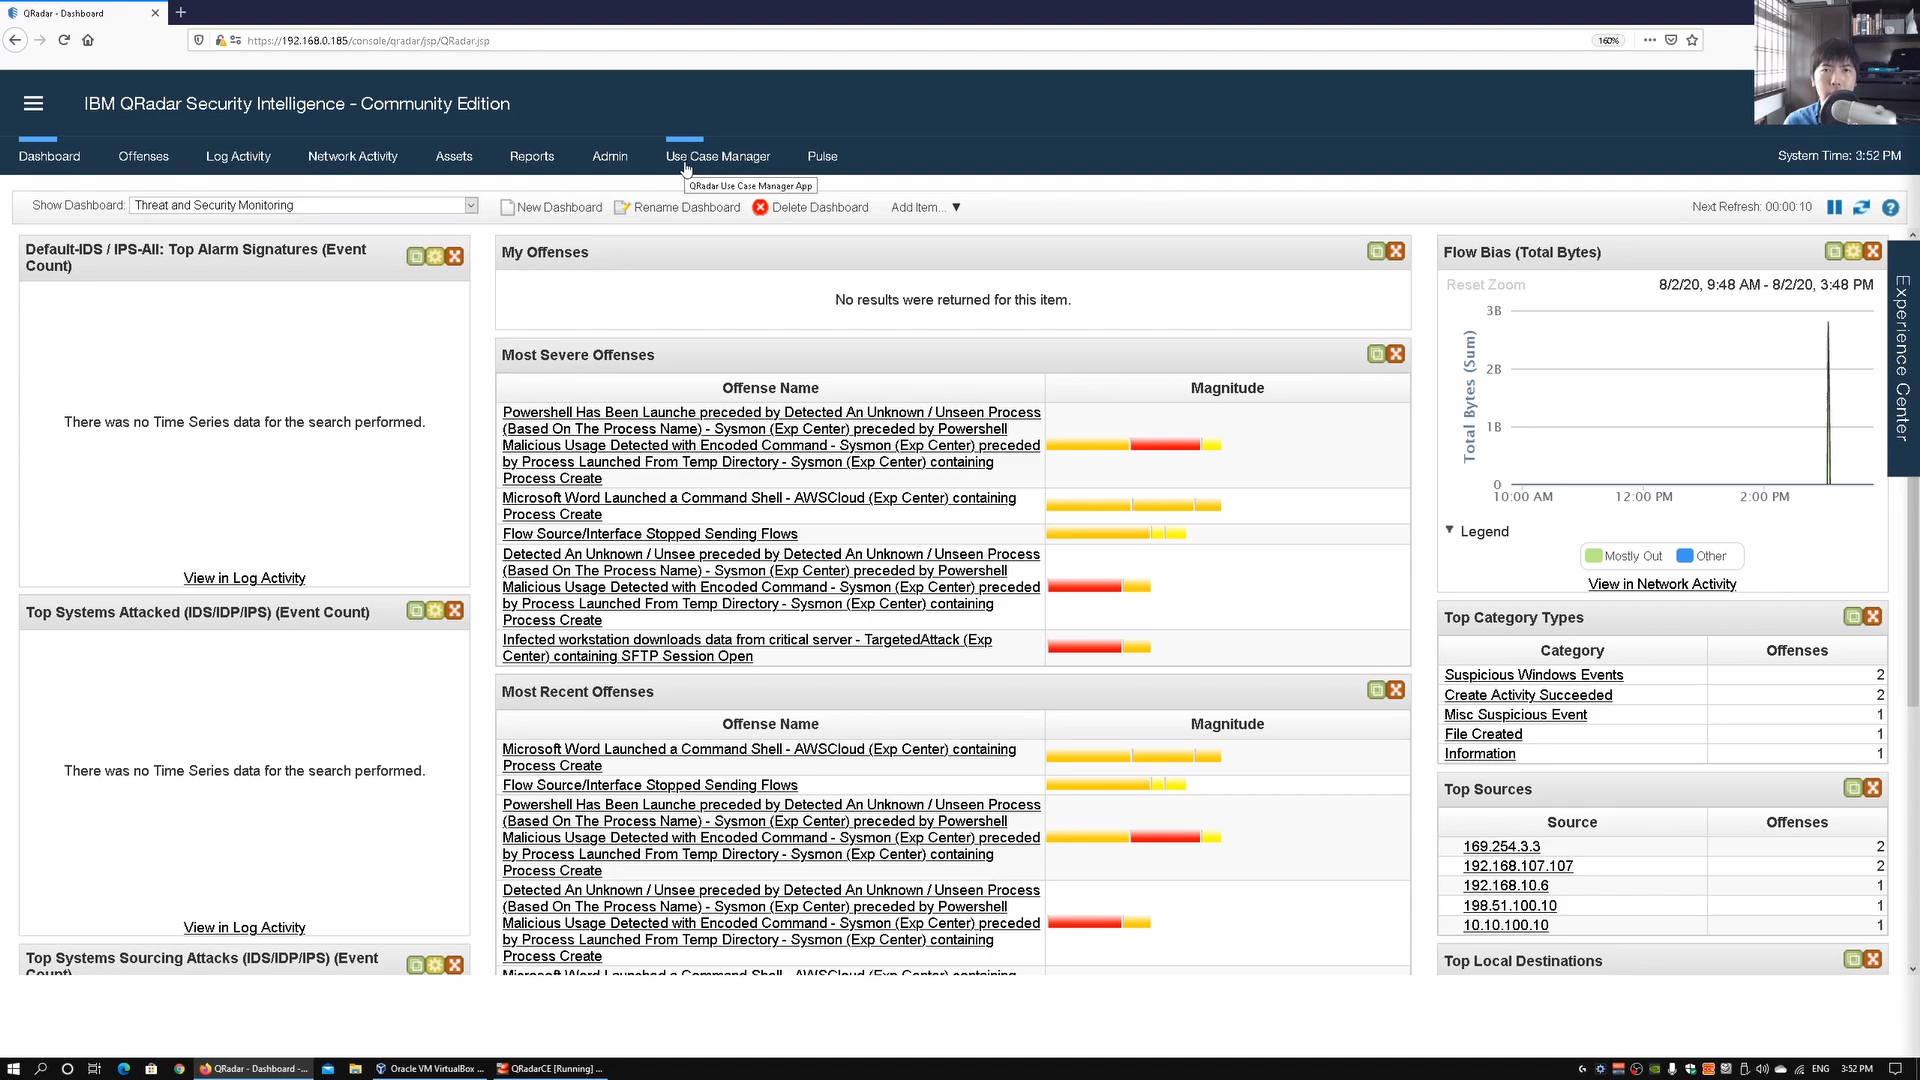 QRadar - Dashboard
https://192.168.0.185/console/qradar/jsp/QRadar.jsp
160%
IBM QRadar Security Intelligence - Community Edition
Dashboard Offenses Log Activity Network Activity Assets Reports Admin Use Case Manager Pulse System Time: 3:52 PM
QRadar Use Case Manager App
Show Dashboard: Threat and Security Monitoring New Dashboard Rename Dashboard Delete Dashboard Add Item... Next Refresh: 00:00:10
Default-IDS / IPS-All: Top Alarm Signatures (Event
Count)
There was no Time Series data for the search performed.
View in Log Activity
Top Systems Attacked (IDS/IDP/IPS) (Event Count)
There was no Time Series data for the search performed.
View in Log Activity
Top Systems Sourcing Attacks (IDS/IDP/IPS) (Event
Count)
My Offenses
No results were returned for this item.
Most Severe Offenses
Offense Name Magnitude
Powershell Has Been Launche preceded by Detected An Unknown / Unseen Process
(Based On The Process Name) - Sysmon (Exp Center) preceded by Powershell
Malicious Usage Detected with Encoded Command - Sysmon (Exp Center) preceded
by Process Launched From Temp Directory - Sysmon (Exp Center) containing
Process Create
Microsoft Word Launched a Command Shell - AWSCloud (Exp Center) containing
Process Create
Flow Source/Interface Stopped Sending Flows
Detected An Unknown / Unsee preceded by Detected An Unknown / Unseen Process
(Based On The Process Name) - Sysmon (Exp Center) preceded by Powershell
Malicious Usage Detected with Encoded Command - Sysmon (Exp Center) preceded
by Process Launched From Temp Directory - Sysmon (Exp Center) containing
Process Create
Infected workstation downloads data from critical server - TargetedAttack (Exp
Center) containing SFTP Session Open
Most Recent Offenses
Offense Name Magnitude
Microsoft Word Launched a Command Shell - AWSCloud (Exp Center) containing
Process Create
Flow Source/Interface Stopped Sending Flows
Powershell Has Been Launche preceded by Detected An Unknown / Unseen Process
(Based On The Process Name) - Sysmon (Exp Center) preceded by Powershell
Malicious Usage Detected with Encoded Command - Sysmon (Exp Center) preceded
by Process Launched From Temp Directory - Sysmon (Exp Center) containing
Process Create
Detected An Unknown / Unsee preceded by Detected An Unknown / Unseen Process
(Based On The Process Name) - Sysmon (Exp Center) preceded by Powershell
Malicious Usage Detected with Encoded Command - Sysmon (Exp Center) preceded
by Process Launched From Temp Directory - Sysmon (Exp Center) containing
Process Create
Microsoft Word Launched a Command Shell - AWSCloud (Exp Center) containing
Flow Bias (Total Bytes)
Reset Zoom 8/2/20, 9:48 AM - 8/2/20, 3:48 PM
Total Bytes (Sum)
3B
2B
1B
0
10:00 AM 12:00 PM 2:00 PM
Legend
Mostly Out Other
View in Network Activity
Top Category Types
Category Offenses
Suspicious Windows Events 2
Create Activity Succeeded 2
Misc Suspicious Event 1
File Created 1
Information 1
Top Sources
Source Offenses
169.254.3.3 2
192.168.107.107 2
192.168.10.6 1
198.51.100.10 1
10.10.100.10 1
Top Local Destinations
Experience Center
QRadar - Dashboard -... Oracle VM VirtualBox ... QRadarCE [Running] ... ENG 3:52 PM